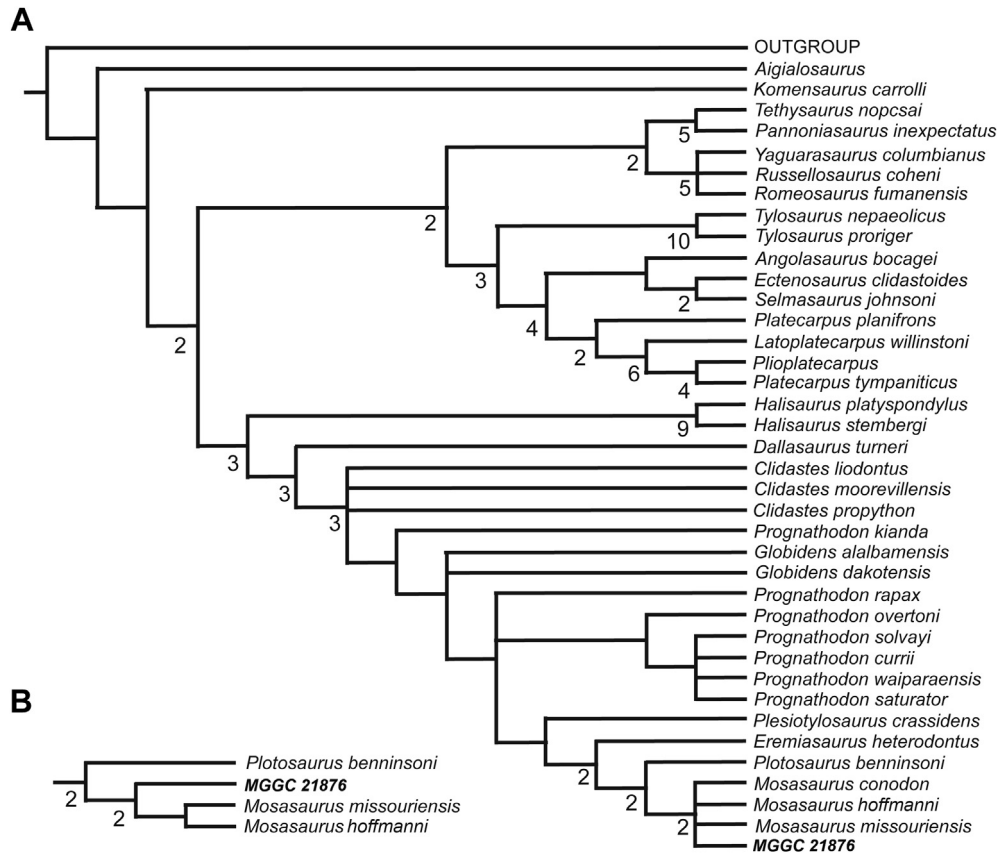 A
OUTGROUP
Aigialosaurus
Komensaurus carrolli
Tethysaurus nopcsai
5
Pannoniasaurus inexpectatus
2
Yaguarasaurus columbianus
Russellosaurus coheni
5
Romeosaurus fumanensis
2
Tylosaurus nepaeolicus
10
Tylosaurus proriger
3
Angolasaurus bocagei
Ectenosaurus clidastoides
2
Selmasaurus johnsoni
4
Platecarpus planifrons
2
Latoplatecarpus willinstoni
2
Plioplatecarpus
6
4
Platecarpus tympaniticus
Halisaurus platyspondylus
9
Halisaurus stembergi
Dallasaurus turneri
3
Clidastes liodontus
3
Clidastes moorevillensis
Clidastes propython
3
Prognathodon kianda
Globidens alalbamensis
Globidens dakotensis
Prognathodon rapax
Prognathodon overtoni
Prognathodon solvayi
Prognathodon currii
Prognathodon waiparaensis
Prognathodon saturator
Plesiotylosaurus crassidens
Eremiasaurus heterodontus
2
Plotosaurus benninsoni
2
Mosasaurus conodon
Mosasaurus hoffmanni
2
Mosasaurus missouriensis
MGGC 21876
B
Plotosaurus benninsoni
2
MGGC 21876
2
Mosasaurus missouriensis
Mosasaurus hoffmanni